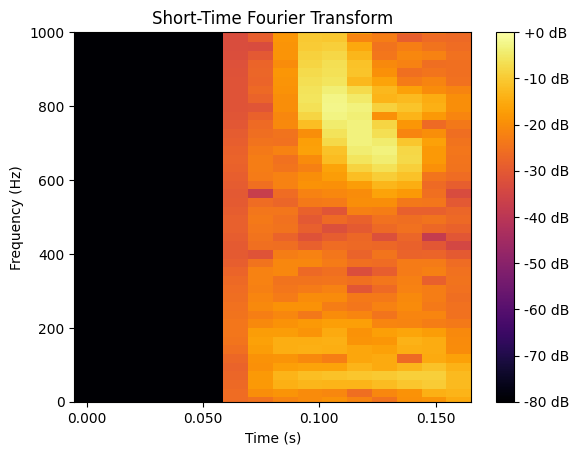 Short-Time Fourier Transform
1000
800
600
400
200
0
Frequency (Hz)
0.000
0.050
0.100
0.150
Time (s)
+0 dB
-10 dB
-20 dB
-30 dB
-40 dB
-50 dB
-60 dB
-70 dB
-80 dB